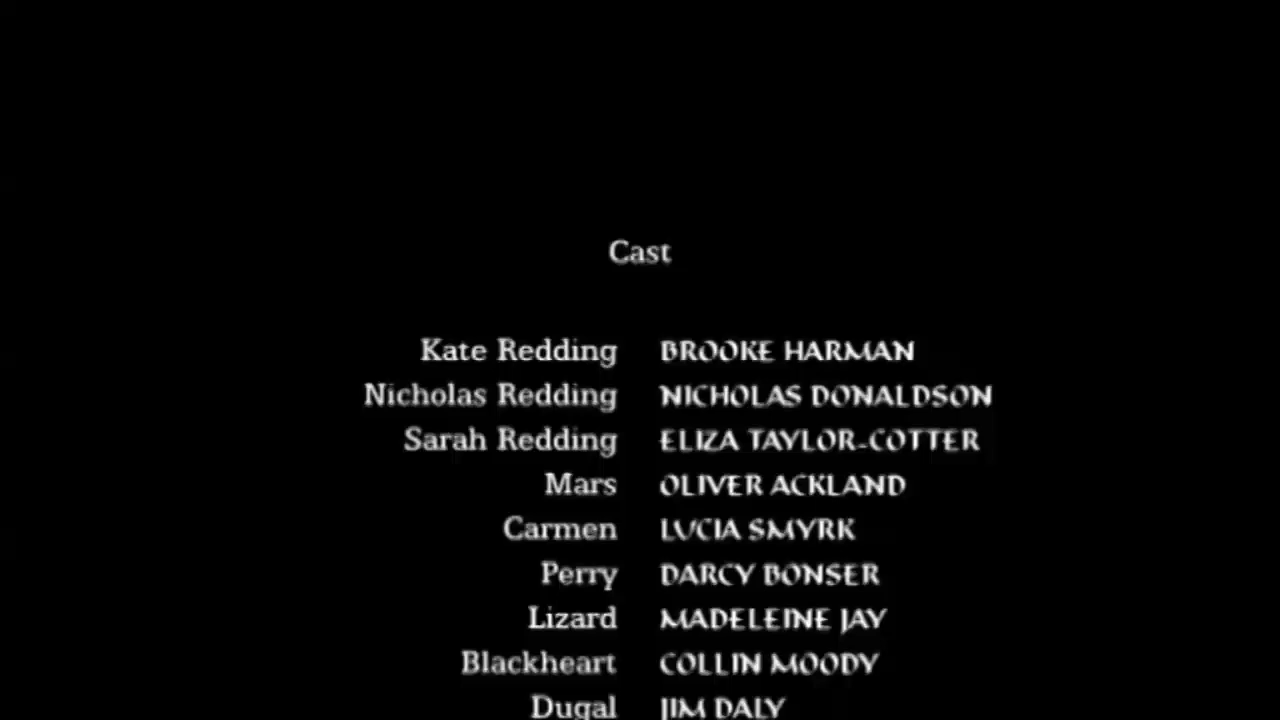 Cast
Kate Redding BROOKE HARMAN
Nicholas Redding NICHOLAS DONALDSON
Sarah Redding ELIZA TAYLOR-COTTER
Mars OLIVER ACKLAND
Carmen LUCIA SMYRK
Perry DARCY BONSER
Lizard MADELEINE JAY
Blackheart COLLIN MOODY
Dugal JIM DALY